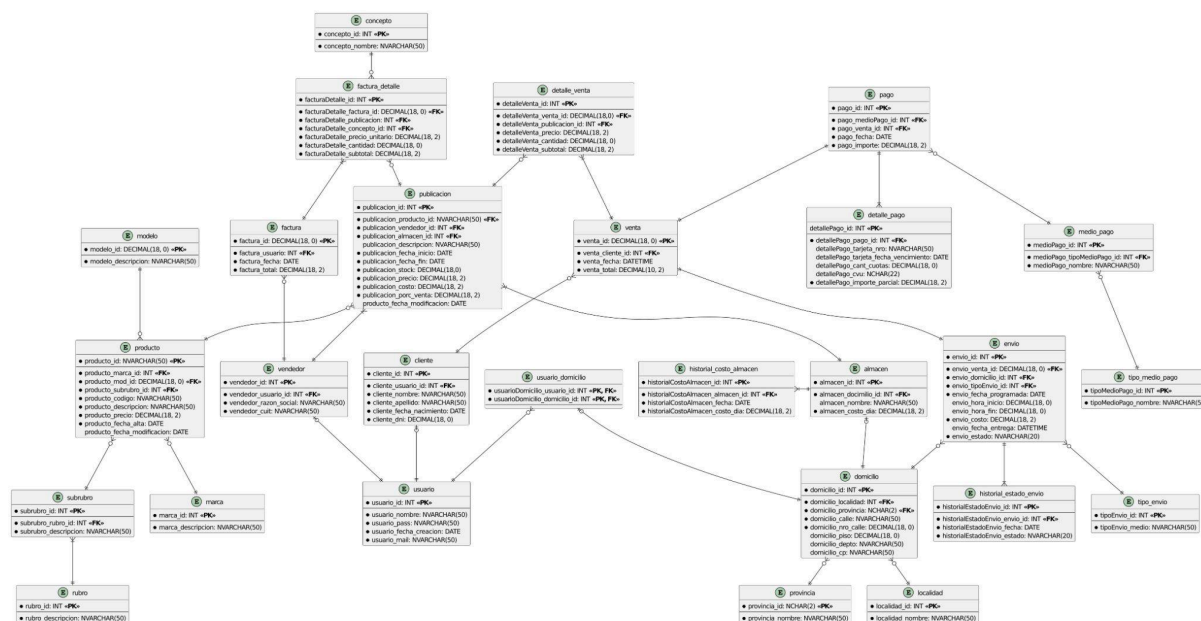 concepto
concepto_id: INT «PK»
concepto_nombre: NVARCHAR(50)
factura_detalle
facturaDetalle_id: INT «PK»
facturaDetalle_factura_id: DECIMAL(18, 0) «FK»
facturaDetalle_publicacion: INT «FK»
facturaDetalle_concepto_id: INT «FK»
facturaDetalle_precio_unitario: DECIMAL(18, 2)
facturaDetalle_cantidad: DECIMAL(18, 0)
facturaDetalle_subtotal: DECIMAL(18, 2)
detalle_venta
detalleVenta_id: INT «PK»
detalleVenta_venta_id: DECIMAL(18,0) «FK»
detalleVenta_publicacion_id: INT «FK»
detalleVenta_precio: DECIMAL(18, 2)
detalleVenta_cantidad: DECIMAL(18, 0)
detalleVenta_subtotal: DECIMAL(18, 2)
pago
pago_id: INT «PK»
pago_medioPago_id: INT «FK»
pago_venta_id: INT «FK»
pago_fecha: DATE
pago_importe: DECIMAL(18, 2)
modelo
modelo_id: DECIMAL(18, 0) «PK»
modelo_descripcion: NVARCHAR(50)
factura
factura_id: DECIMAL(18, 0) «PK»
factura_usuario: INT «FK»
factura_fecha: DATE
factura_total: DECIMAL(18, 2)
publicacion
publicacion_id: INT «PK»
publicacion_producto_id: NVARCHAR(50) «FK»
publicacion_vendedor_id: INT «FK»
publicacion_almacen_id: INT «FK»
publicacion_descripcion: NVARCHAR(50)
publicacion_fecha_inicio: DATE
publicacion_fecha_fin: DATE
publicacion_stock: DECIMAL(18,0)
publicacion_precio: DECIMAL(18, 2)
publicacion_costo: DECIMAL(18, 2)
publicacion_porc_venta: DECIMAL(18, 2)
producto_fecha_modificacion: DATE
venta
venta_id: DECIMAL(18, 0) «PK»
venta_cliente_id: INT «FK»
venta_fecha: DATETIME
venta_total: DECIMAL(10, 2)
detalle_pago
detallePago_id: INT «PK»
detallePago_pago_id: INT «FK»
detallePago_tarjeta_nro: NVARCHAR(50)
detallePago_tarjeta_fecha_vencimiento: DATE
detallePago_cant_cuotas: DECIMAL(18, 0)
detallePago_cvu: NCHAR(22)
detallePago_importe_parcial: DECIMAL(18, 2)
medio_pago
medioPago_id: INT «PK»
medioPago_tipoMedioPago_id: INT «FK»
medioPago_nombre: NVARCHAR(50)
producto
producto_id: NVARCHAR(50) «PK»
producto_marca_id: INT «FK»
producto_mod_id: DECIMAL(18, 0) «FK»
producto_subrubro_id: INT «FK»
producto_codigo: NVARCHAR(50)
producto_descripcion: NVARCHAR(50)
producto_precio: DECIMAL(18, 2)
producto_fecha_alta: DATE
producto_fecha_modificacion: DATE
vendedor
vendedor_id: INT «PK»
vendedor_usuario_id: INT «FK»
vendedor_razon_social: NVARCHAR(50)
vendedor_cuit: NVARCHAR(50)
cliente
cliente_id: INT «PK»
cliente_usuario_id: INT «FK»
cliente_nombre: NVARCHAR(50)
cliente_apellido: NVARCHAR(50)
cliente_fecha_nacimiento: DATE
cliente_dni: DECIMAL(18, 0)
usuario_domicilio
usuarioDomicilio_usuario_id: INT «PK, FK»
usuarioDomicilio_domicilio_id: INT «PK, FK»
historial_costo_almacen
historialCostoAlmacen_id: INT «PK»
historialCostoAlmacen_almacen_id: INT «FK»
historialCostoAlmacen_fecha: DATE
historialCostoAlmacen_costo_dia: DECIMAL(18, 2)
almacen
almacen_id: INT «PK»
almacen_docimilio_id: INT «FK»
almacen_nombre: NVARCHAR(50)
almacen_costo_dia: DECIMAL(18, 2)
envio
envio_id: INT «PK»
envio_venta_id: DECIMAL(18, 0) «FK»
envio_domicilio_id: INT «FK»
envio_tipoEnvio_id: INT «FK»
envio_fecha_programada: DATE
envio_hora_inicio: DECIMAL(18, 0)
envio_hora_fin: DECIMAL(18, 0)
envio_costo: DECIMAL(18, 2)
envio_fecha_entrega: DATETIME
envio_estado: NVARCHAR(20)
tipo_medio_pago
tipoMedioPago_id: INT «PK»
tipoMedioPago_nombre: NVARCHAR(50)
subrubro
subrubro_id: INT «PK»
subrubro_rubro_id: INT «FK»
subrubro_descripcion: NVARCHAR(50)
marca
marca_id: INT «PK»
marca_descripcion: NVARCHAR(50)
usuario
usuario_id: INT «PK»
usuario_nombre: NVARCHAR(50)
usuario_pass: NVARCHAR(50)
usuario_fecha_creacion: DATE
usuario_mail: NVARCHAR(50)
domicilio
domicilio_id: INT «PK»
domicilio_localidad: INT «FK»
domicilio_provincia: NCHAR(2) «FK»
domicilio_calle: NVARCHAR(50)
domicilio_nro_calle: DECIMAL(18, 0)
domicilio_piso: DECIMAL(18, 0)
domicilio_depto: NVARCHAR(50)
domicilio_cp: NVARCHAR(50)
historial_estado_envio
historialEstadoEnvio_id: INT «PK»
historialEstadoEnvio_envio_id: INT «FK»
historialEstadoEnvio_fecha: DATE
historialEstadoEnvio_estado: NVARCHAR(20)
tipo_envio
tipoEnvio_id: INT «PK»
tipoEnvio_medio: NVARCHAR(50)
rubro
rubro_id: INT «PK»
rubro_descripcion: NVARCHAR(50)
provincia
provincia_id: NCHAR(2) «PK»
provincia_nombre: NVARCHAR(50)
localidad
localidad_id: INT «PK»
localidad_nombre: NVARCHAR(50)